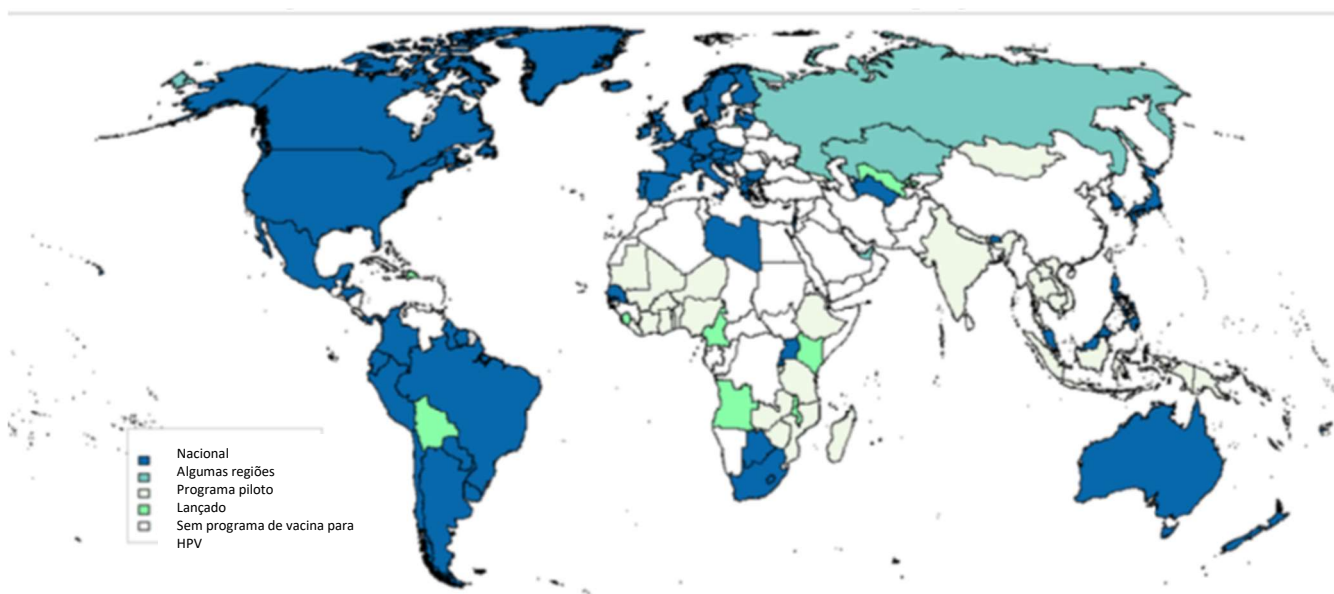 Nacional
Algumas regiões
Programa piloto
Lançado
Sem programa de vacina para
HPV